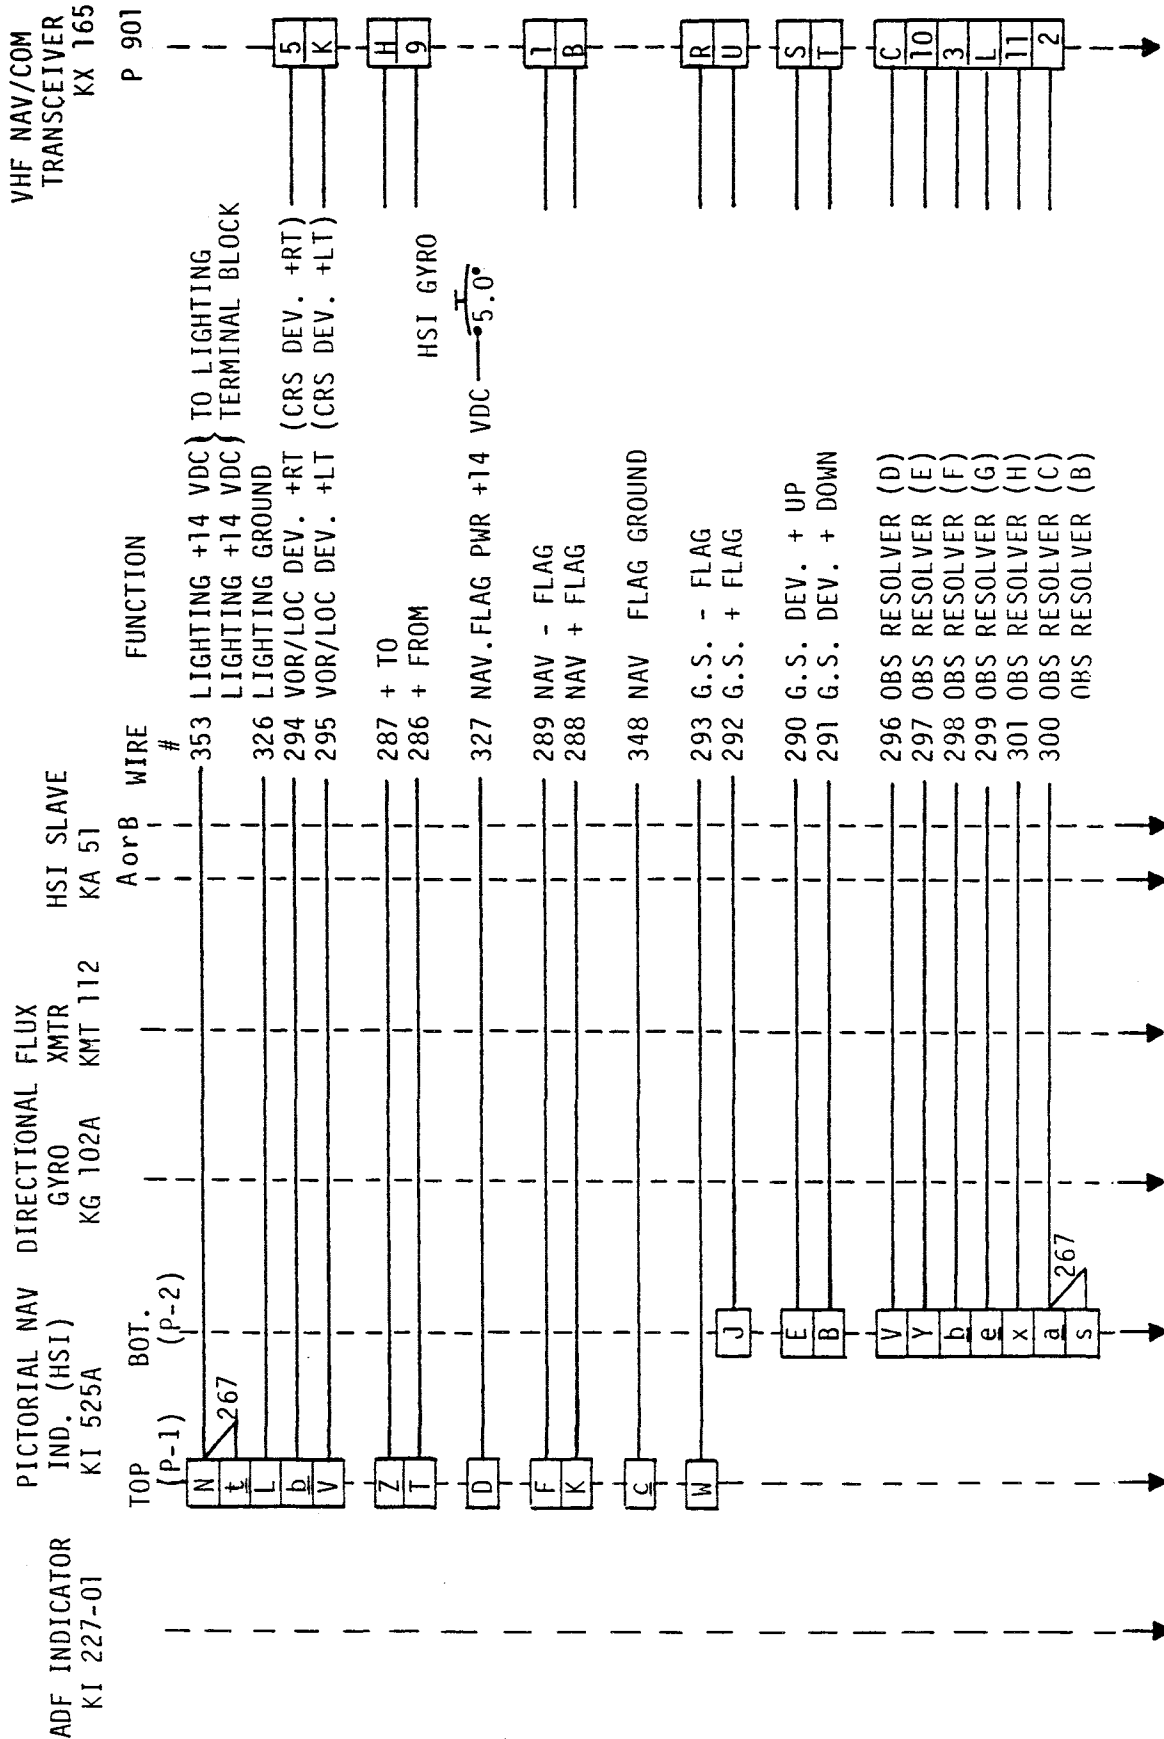 ADF INDICATOR
KI 227-01
PICTORIAL NAV
IND. (HSI)
KI 525A
TOP
(P-1)
BOT.
(P-2)
DIRECTIONAL
GYRO
KG 102A
FLUX
XMTR
KMT 112
HSI SLAVE
KA 51
A or B
WIRE
#
FUNCTION
VHF NAV/COM
TRANSCEIVER
KX 165
P 901
N 353 LIGHTING +14 VDC } TO LIGHTING
t 267 LIGHTING +14 VDC } TERMINAL BLOCK
L 326 LIGHTING GROUND
b 294 VOR/LOC DEV. +RT (CRS DEV. +RT) 5
V 295 VOR/LOC DEV. +LT (CRS DEV. +LT) K
Z 287 + TO H
T 286 + FROM 9
HSI GYRO
D 327 NAV.FLAG PWR +14 VDC 5.0
F 289 NAV - FLAG 1
K 288 NAV + FLAG B
c 348 NAV FLAG GROUND
W 293 G.S. - FLAG R
J 292 G.S. + FLAG U
E 290 G.S. DEV. + UP S
B 291 G.S. DEV. + DOWN T
V 296 OBS RESOLVER (D) C
Y 297 OBS RESOLVER (E) 10
b 298 OBS RESOLVER (F) 3
e 299 OBS RESOLVER (G) L
x 301 OBS RESOLVER (H) 11
a 300 OBS RESOLVER (C) 2
s 267 OBS RESOLVER (B)